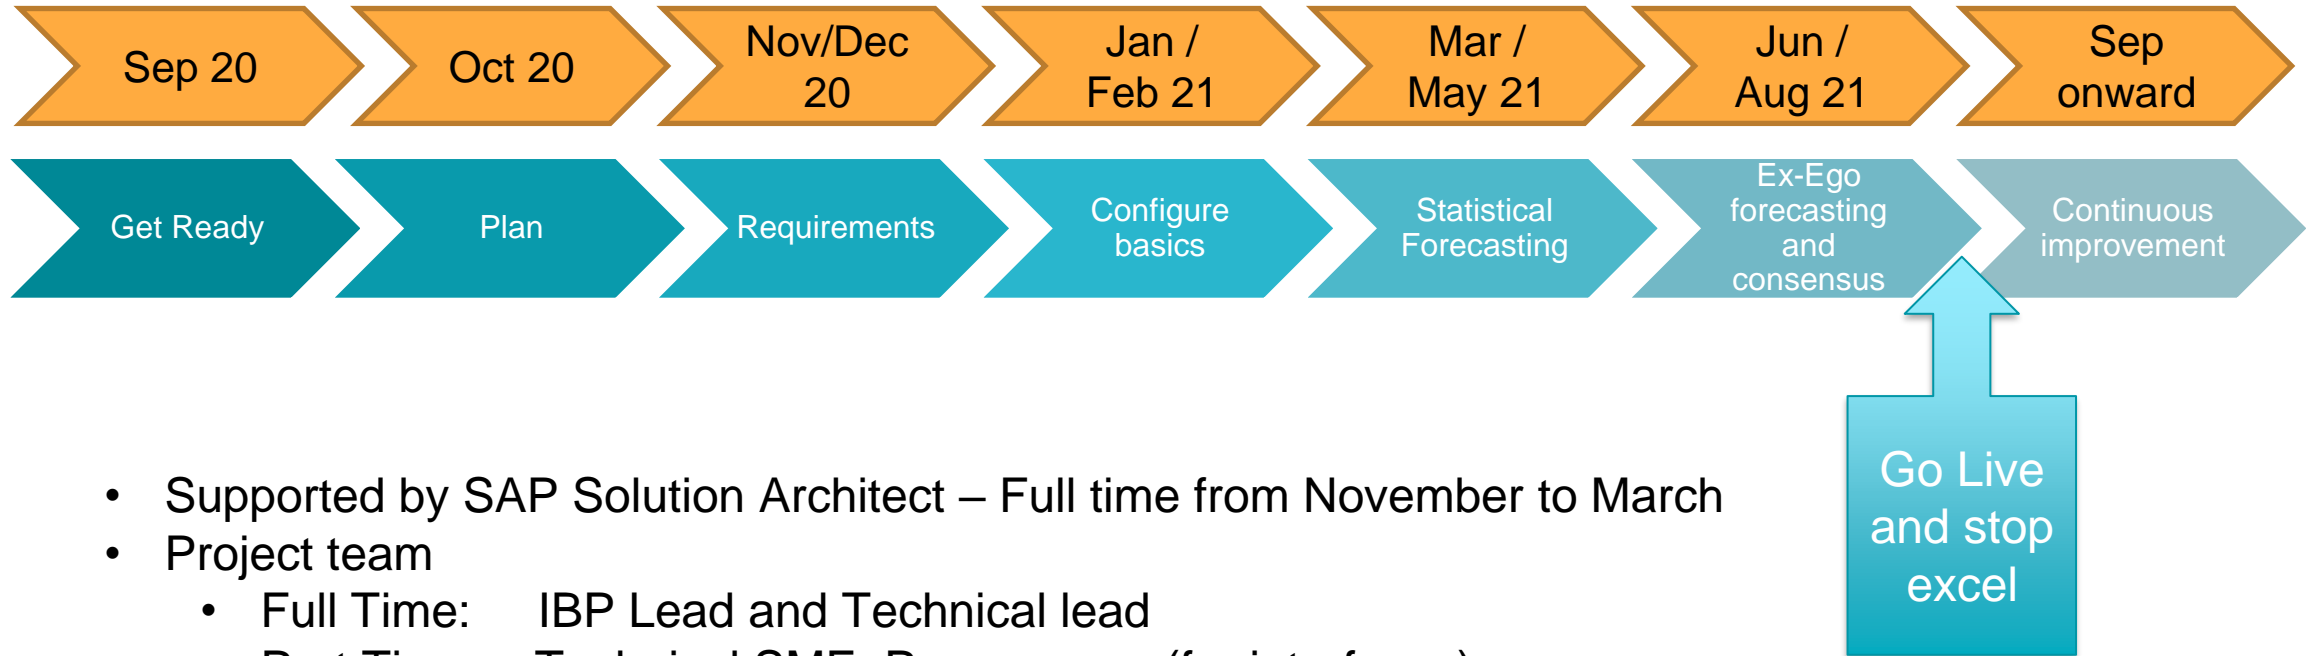 Sep 20
Oct 20
Nov/Dec
20
Jan /
Feb 21
Mar /
May 21
Jun /
Aug 21
Sep
onward
Get Ready
Plan
Requirements
Configure
basics
Statistical
Forecasting
Ex-Ego
forecasting
and
consensus
Continuous
improvement
Go Live
and stop
excel
• Supported by SAP Solution Architect – Full time from November to March
• Project team
• Full Time: IBP Lead and Technical lead